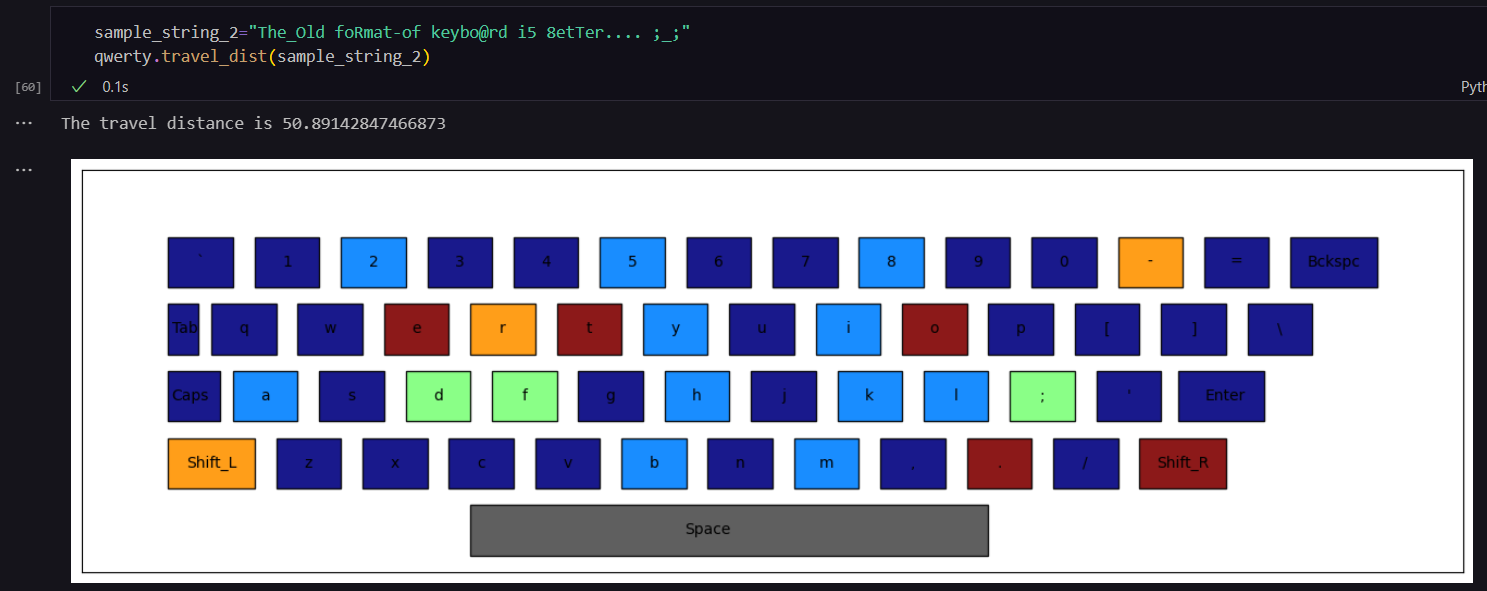 sample_string_2="The_Old foRmat-of keybo@rd i5 8etTer.... ;_;"
qwerty.travel_dist(sample_string_2)
[60] ✓ 0.1s Pyth
... The travel distance is 50.89142847466873
...
` 1 2 3 4 5 6 7 8 9 0 - = Bckspc
Tab q w e r t y u i o p [ ] \
Caps a s d f g h j k l ; ' Enter
Shift_L z x c v b n m , . / Shift_R
Space